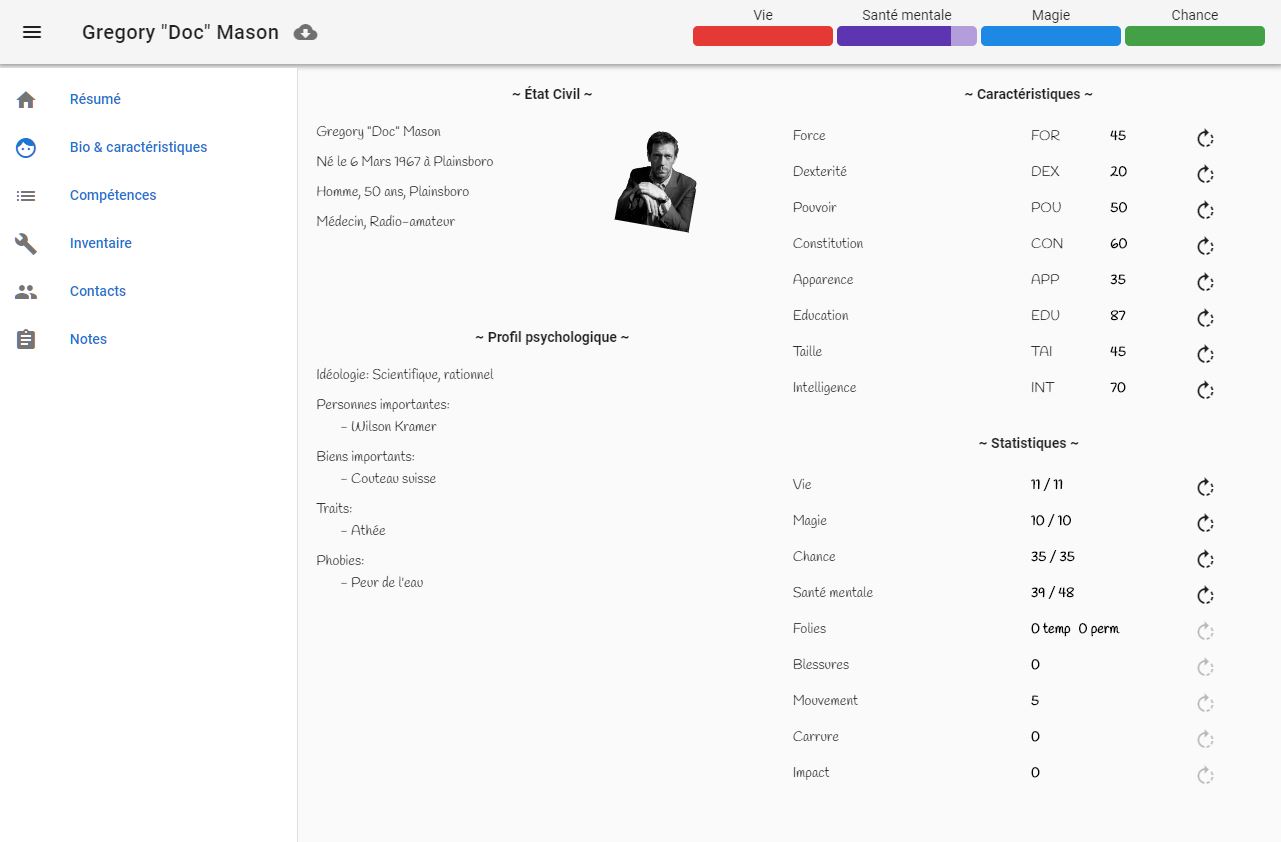 Gregory "Doc" Mason
Vie
Santé mentale
Magie
Chance
Résumé
Bio & caractéristiques
Compétences
Inventaire
Contacts
Notes
~ État Civil ~
Gregory "Doc" Mason
Né le 6 Mars 1967 à Plainsboro
Homme, 50 ans, Plainsboro
Médecin, Radio-amateur
~ Profil psychologique ~
Idéologie: Scientifique, rationnel
Personnes importantes:
- Wilson Kramer
Biens importants:
- Couteau suisse
Traits:
- Athée
Phobies:
- Peur de l'eau
~ Caractéristiques ~
Force FOR 45
Dexterité DEX 20
Pouvoir POU 50
Constitution CON 60
Apparence APP 35
Education EDU 87
Taille TAI 45
Intelligence INT 70
~ Statistiques ~
Vie 11 / 11
Magie 10 / 10
Chance 35 / 35
Santé mentale 39 / 48
Folies 0 temp 0 perm
Blessures 0
Mouvement 5
Carrure 0
Impact 0